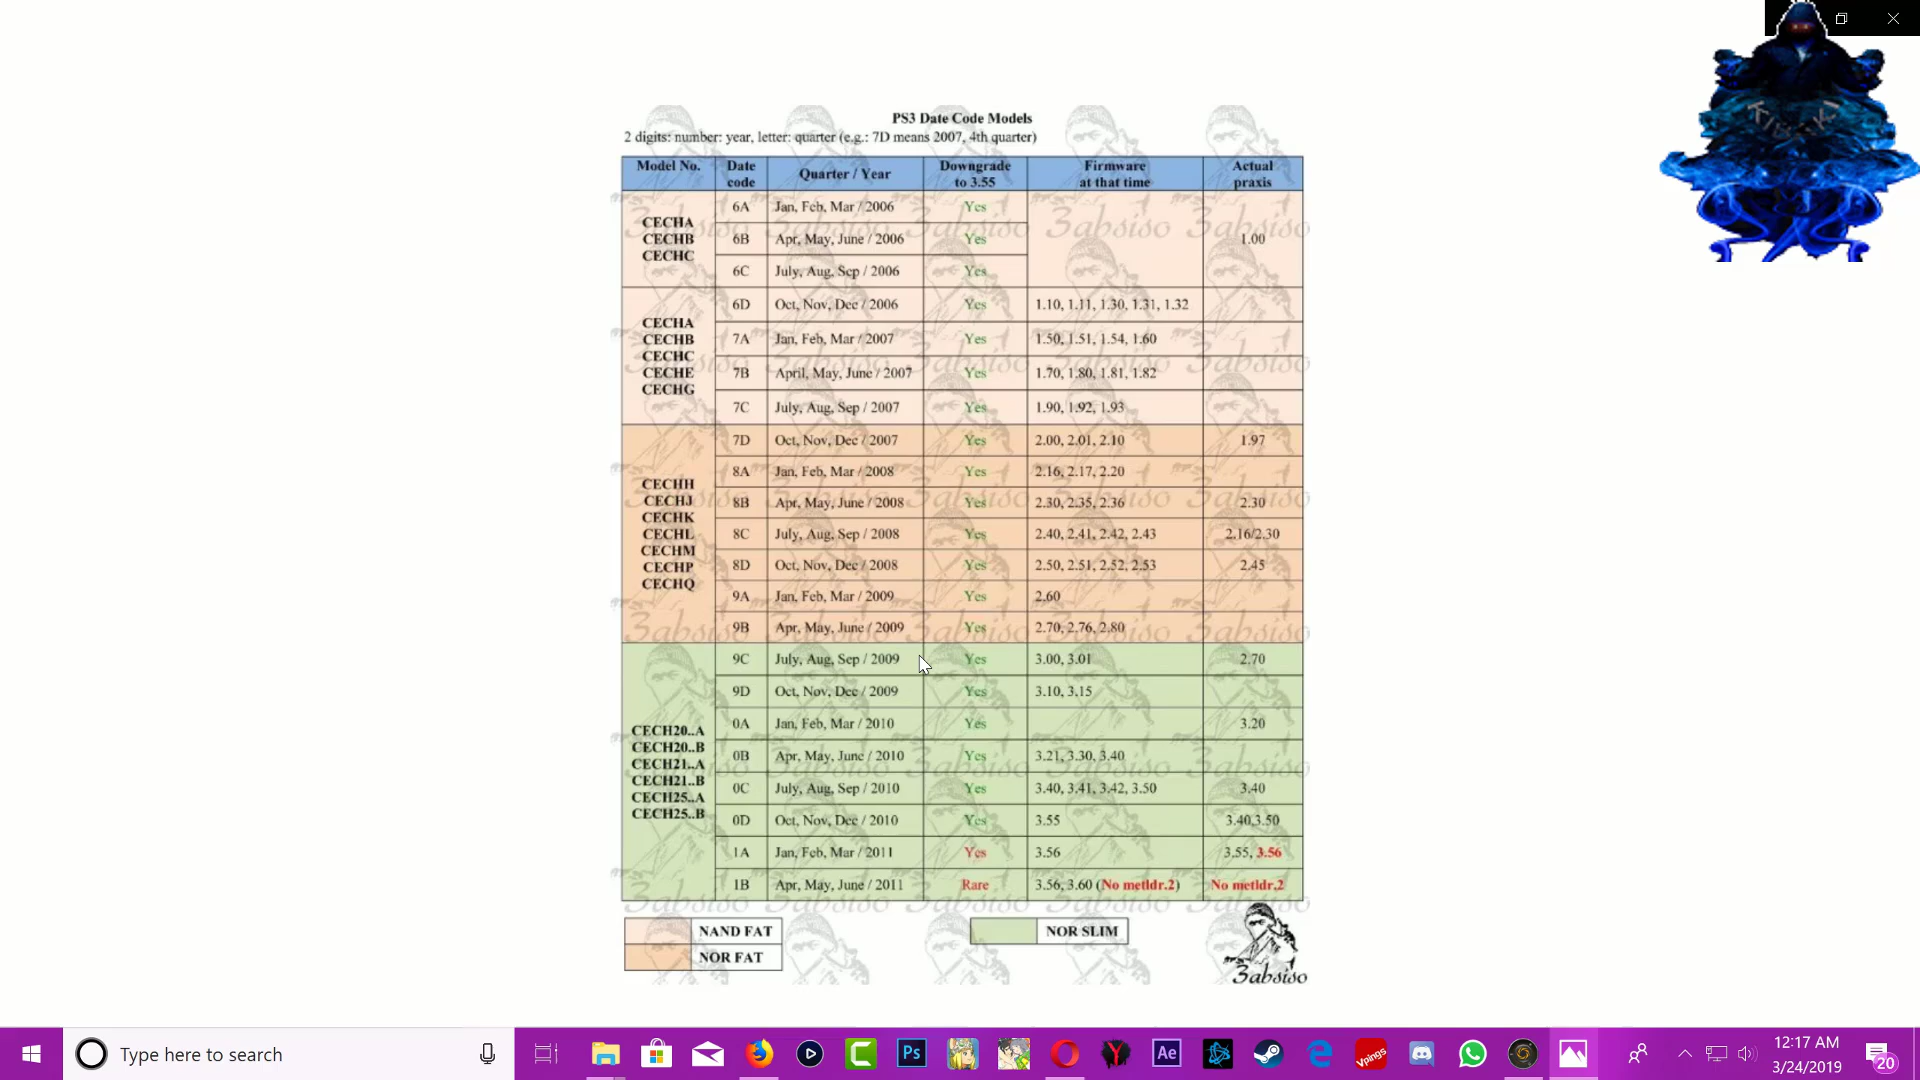 PS3 Date Code Models
2 digits: number: year, letter: quarter (e.g.: 7D means 2007, 4th quarter)
Model No. Date code Quarter / Year Downgrade to 3.55 Firmware at that time Actual praxis
CECHA
CECHB
CECHC
6A Jan, Feb, Mar / 2006 Yes
6B Apr, May, June / 2006 Yes 1.00
6C July, Aug, Sep / 2006 Yes
CECHA
CECHB
CECHC
CECHE
CECHG
6D Oct, Nov, Dec / 2006 Yes 1.10, 1.11, 1.30, 1.31, 1.32
7A Jan, Feb, Mar / 2007 Yes 1.50, 1.51, 1.54, 1.60
7B April, May, June / 2007 Yes 1.70, 1.80, 1.81, 1.82
7C July, Aug, Sep / 2007 Yes 1.90, 1.92, 1.93
CECHH
CECHJ
CECHK
CECHL
CECHM
CECHP
CECHQ
7D Oct, Nov, Dec / 2007 Yes 2.00, 2.01, 2.10 1.97
8A Jan, Feb, Mar / 2008 Yes 2.16, 2.17, 2.20
8B Apr, May, June / 2008 Yes 2.30, 2.35, 2.36 2.30
8C July, Aug, Sep / 2008 Yes 2.40, 2.41, 2.42, 2.43 2.16/2.30
8D Oct, Nov, Dec / 2008 Yes 2.50, 2.51, 2.52, 2.53 2.45
9A Jan, Feb, Mar / 2009 Yes 2.60
9B Apr, May, June / 2009 Yes 2.70, 2.76, 2.80
CECH20..A
CECH20..B
CECH21..A
CECH21..B
CECH25..A
CECH25..B
9C July, Aug, Sep / 2009 Yes 3.00, 3.01 2.70
9D Oct, Nov, Dec / 2009 Yes 3.10, 3.15
0A Jan, Feb, Mar / 2010 Yes 3.20
0B Apr, May, June / 2010 Yes 3.21, 3.30, 3.40
0C July, Aug, Sep / 2010 Yes 3.40, 3.41, 3.42, 3.50 3.40
0D Oct, Nov, Dec / 2010 Yes 3.55 3.40,3.50
1A Jan, Feb, Mar / 2011 Yes 3.56 3.55, 3.56
1B Apr, May, June / 2011 Rare 3.56, 3.60 (No metldr.2) No metldr.2
NAND FAT
NOR FAT
NOR SLIM
3absiso
Type here to search
Ps
Ae
Vpings
12:17 AM
3/24/2019
20